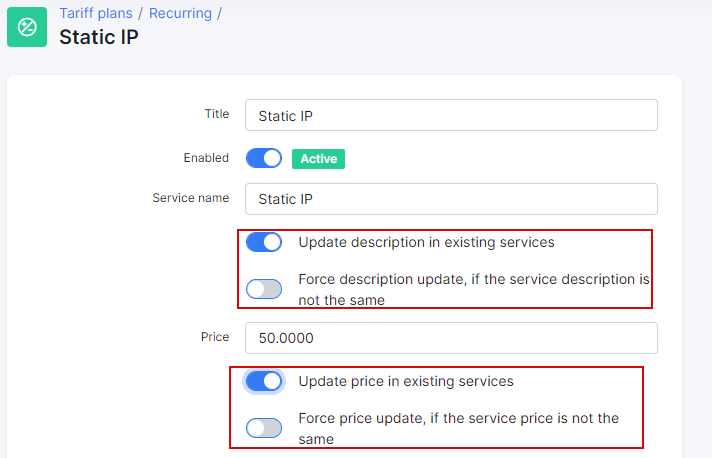 Tariff plans / Recurring /
Static IP
Title
Static IP
Enabled
Active
Service name
Static IP
Update description in existing services
Force description update, if the service description is
not the same
Price
50.0000
Update price in existing services
Force price update, if the service price is not the
same